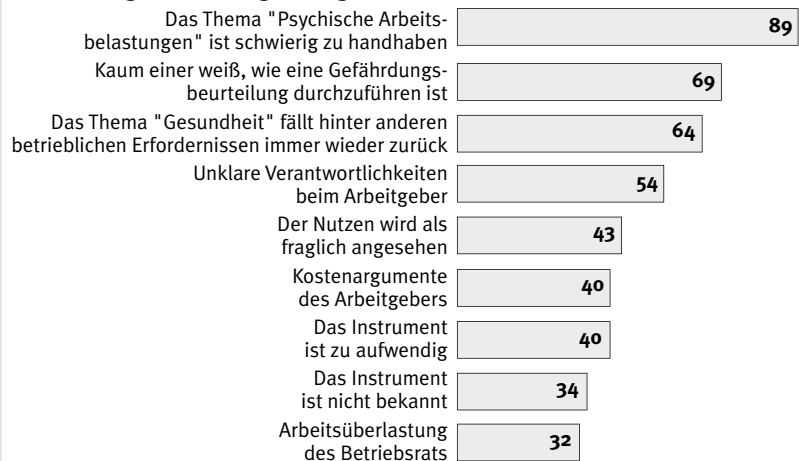 Das Thema "Psychische Arbeits-
belastungen" ist schwierig zu handhaben
89
Kaum einer weiß, wie eine Gefährdungs-
beurteilung durchzuführen ist
69
Das Thema "Gesundheit" fällt hinter anderen
betrieblichen Erfordernissen immer wieder zurück
64
Unklare Verantwortlichkeiten
beim Arbeitgeber
54
Der Nutzen wird als
fraglich angesehen
43
Kostenargumente
des Arbeitgebers
40
Das Instrument
ist zu aufwendig
40
Das Instrument
ist nicht bekannt
34
Arbeitsüberlastung
des Betriebsrats
32